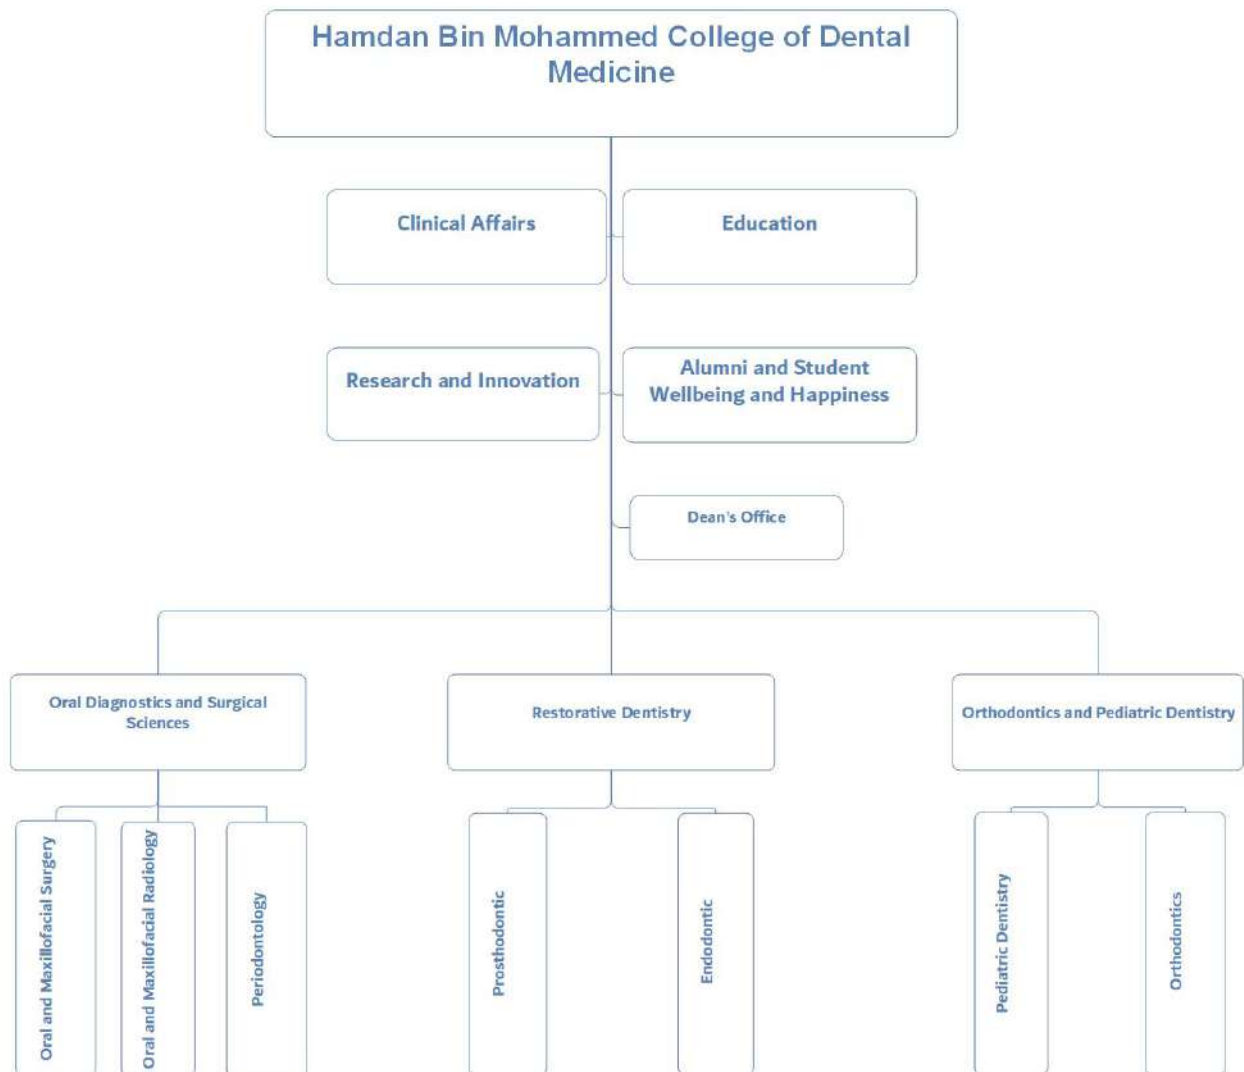 Hamdan Bin Mohammed College of Dental
Medicine
Clinical Affairs
Education
Research and Innovation
Alumni and Student
Wellbeing and Happiness
Dean's Office
Oral Diagnostics and Surgical
Sciences
Restorative Dentistry
Orthodontics and Pediatric Dentistry
Oral and Maxillofacial Surgery
Oral and Maxillofacial Radiology
Periodontology
Prosthodontic
Endodontic
Pediatric Dentistry
Orthodontics